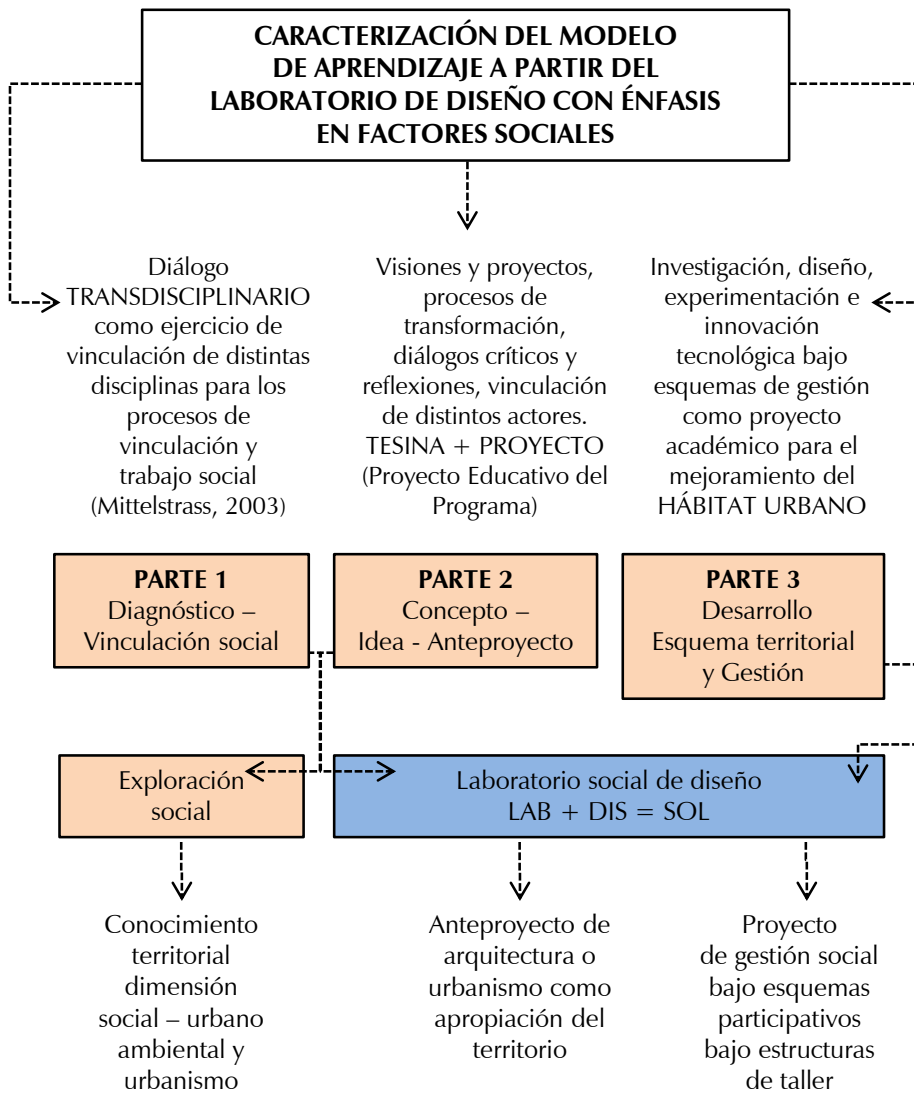 CARACTERIZACIÓN DEL MODELO
DE APRENDIZAJE A PARTIR DEL
LABORATORIO DE DISEÑO CON ÉNFASIS
EN FACTORES SOCIALES
Diálogo
TRANSDISCIPLINARIO
como ejercicio de
vinculación de distintas
disciplinas para los
procesos de
vinculación y
trabajo social
(Mittelstrass, 2003)
Visiones y proyectos,
procesos de
transformación,
diálogos críticos y
reflexiones, vinculación
de distintos actores.
TESINA + PROYECTO
(Proyecto Educativo del
Programa)
Investigación, diseño,
experimentación e
innovación
tecnológica bajo
esquemas de gestión
como proyecto
académico para el
mejoramiento del
HÁBITAT URBANO
PARTE 1
Diagnóstico –
Vinculación social
PARTE 2
Concepto –
Idea - Anteproyecto
PARTE 3
Desarrollo
Esquema territorial
y Gestión
Exploración
social
Laboratorio social de diseño
LAB + DIS = SOL
Conocimiento
territorial
dimensión
social – urbano
ambiental y
urbanismo
Anteproyecto de
arquitectura o
urbanismo como
apropiación del
territorio
Proyecto
de gestión social
bajo esquemas
participativos
bajo estructuras
de taller